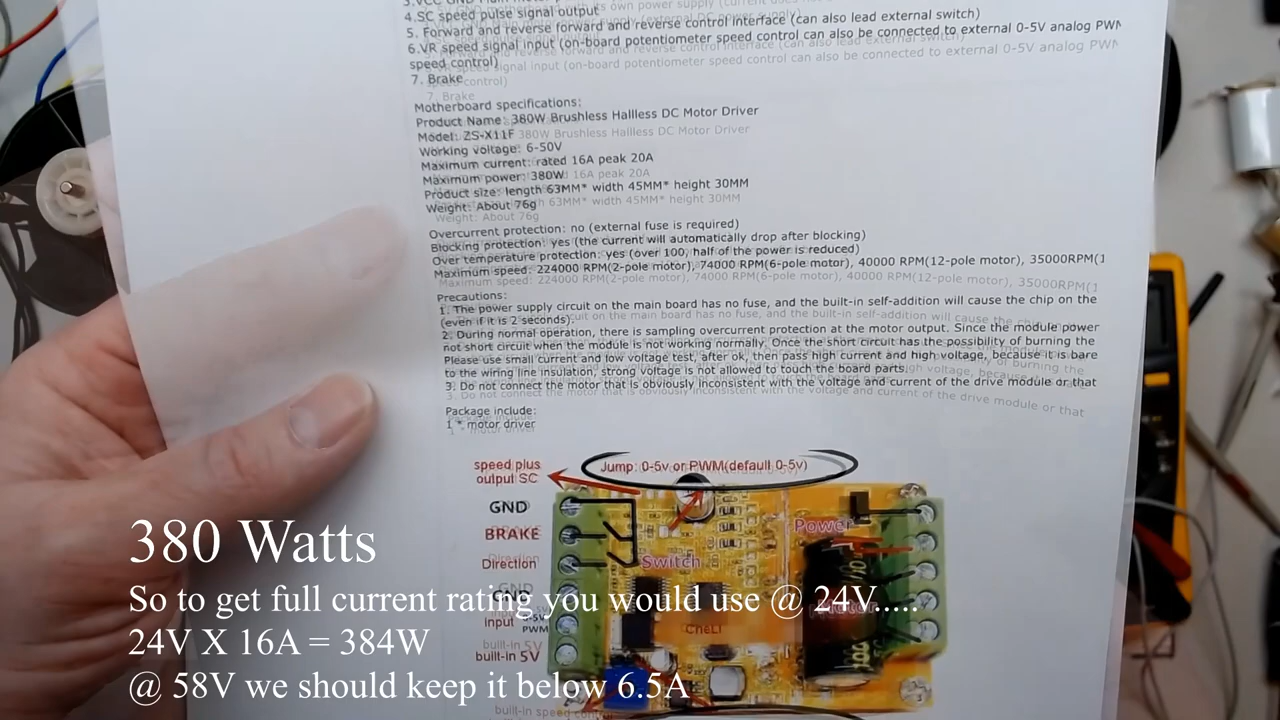 3.VCC GND Main
4.SC speed pulse signal output
5. Forward and reverse forward and reverse control interface (can also lead external switch)
6.VR speed signal input (on-board potentiometer speed control can also be connected to external 0-5V analog PWM
speed control)
7. Brake
Motherboard specifications:
Product Name: 380W Brushless Hallless DC Motor Driver
Model: ZS-X11F
Working voltage: 6-50V
Maximum current: rated 16A peak 20A
Maximum power: 380W
Product size: length 63MM* width 45MM* height 30MM
Weight: About 76g
Overcurrent protection: no (external fuse is required)
Blocking protection: yes (the current will automatically drop after blocking)
Over temperature protection: yes (over 100, half of the power is reduced)
Maximum speed: 224000 RPM(2-pole motor), 74000 RPM(6-pole motor), 40000 RPM(12-pole motor), 35000RPM(1
Precautions:
1. The power supply circuit on the main board has no fuse, and the built-in self-addition will cause the chip on the
(even if it is 2 seconds).
2. During normal operation, there is sampling overcurrent protection at the motor output. Since the module power
not short circuit when the module is not working normally. Once the short circuit has the possibility of burning the
Please use small current and low voltage test, after ok, then pass high current and high voltage, because it is bare
to the wiring line insulation, strong voltage is not allowed to touch the board parts.
3. Do not connect the motor that is obviously inconsistent with the voltage and current of the drive module or that
Package include:
1 * motor driver
speed plus
output SC
Jump: 0-5v or PWM(defaull 0-5v)
GND
BRAKE
Direction
GND
input 0-5V
PWM
built-in 5V
Switch
Power
built-in speed
380 Watts
So to get full current rating you would use @ 24V.....
24V X 16A = 384W
@ 58V we should keep it below 6.5A